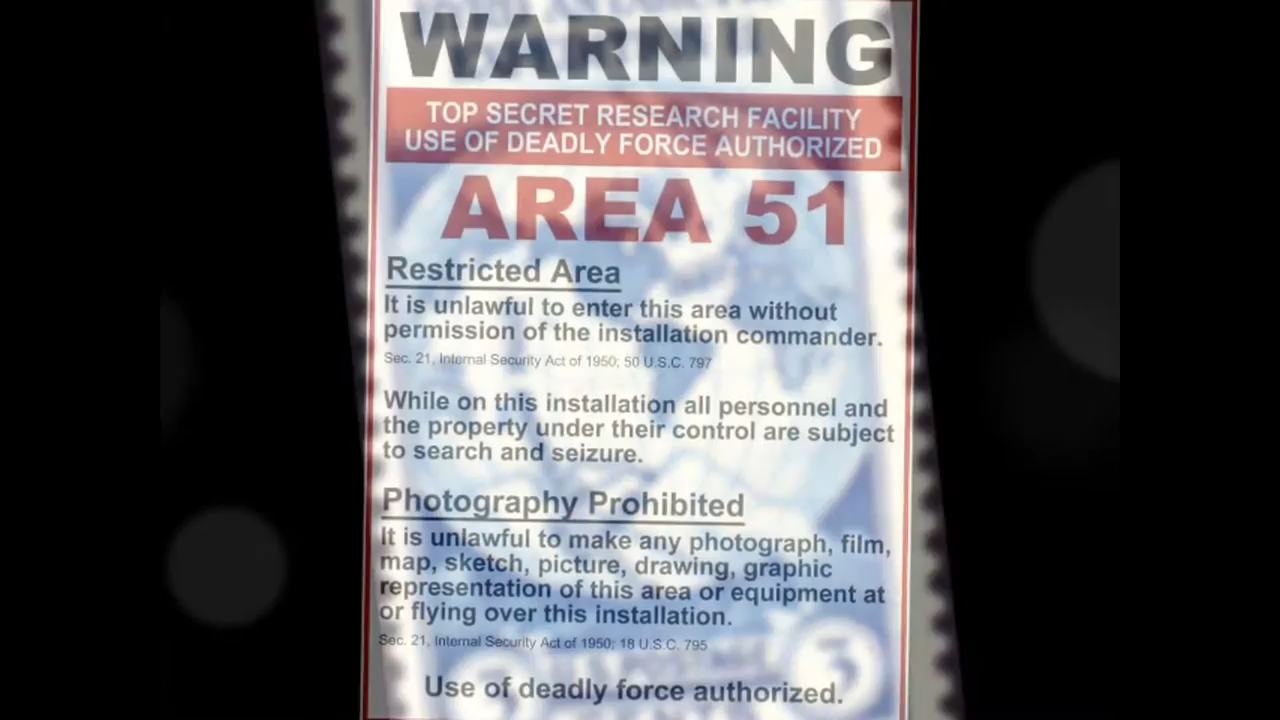 WARNING
TOP SECRET RESEARCH FACILITY
USE OF DEADLY FORCE AUTHORIZED
AREA 51
Restricted Area
It is unlawful to enter this area without
permission of the installation commander.
Sec. 21, Internal Security Act of 1950; 50 U.S.C. 797
While on this installation all personnel and
the property under their control are subject
to search and seizure.
Photography Prohibited
It is unlawful to make any photograph, film,
map, sketch, picture, drawing, graphic
representation of this area or equipment at
or flying over this installation.
Sec. 21, Internal Security Act of 1950; 18 U.S.C. 795
3
Use of deadly force authorized.